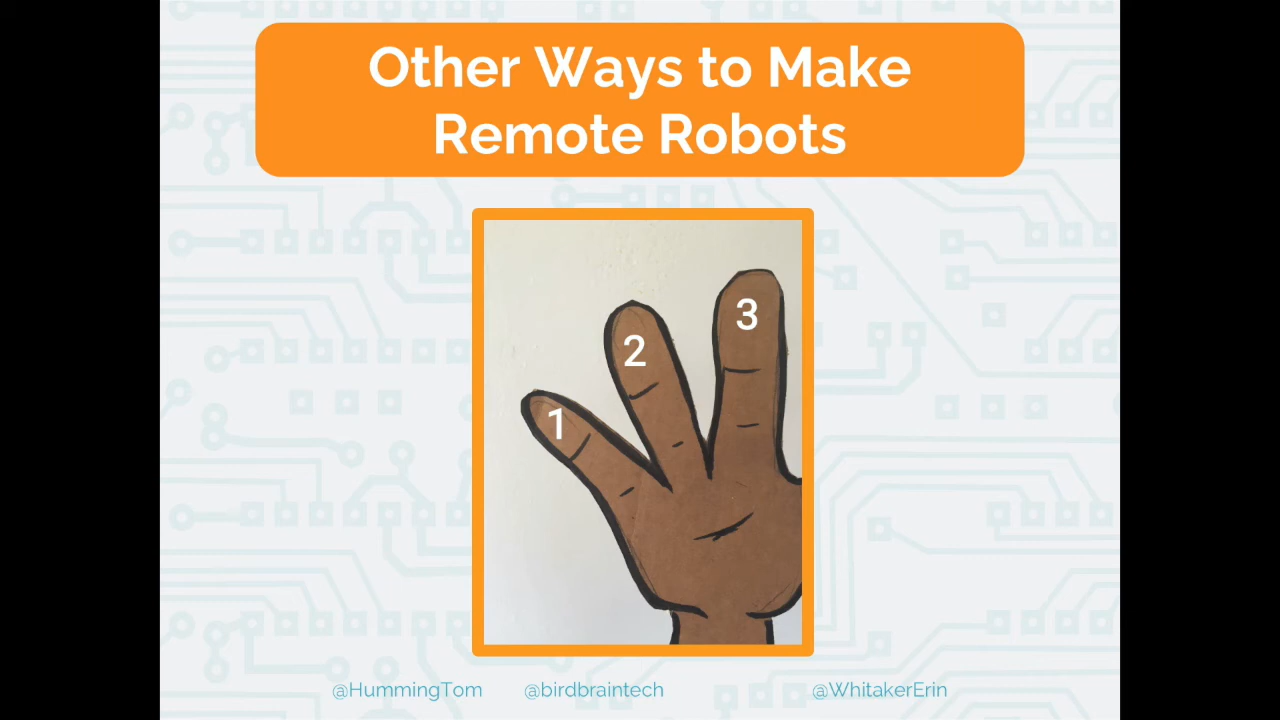 Other Ways to Make
Remote Robots
3
2
1
@HummingTom @birdbraintech @WhitakerErin